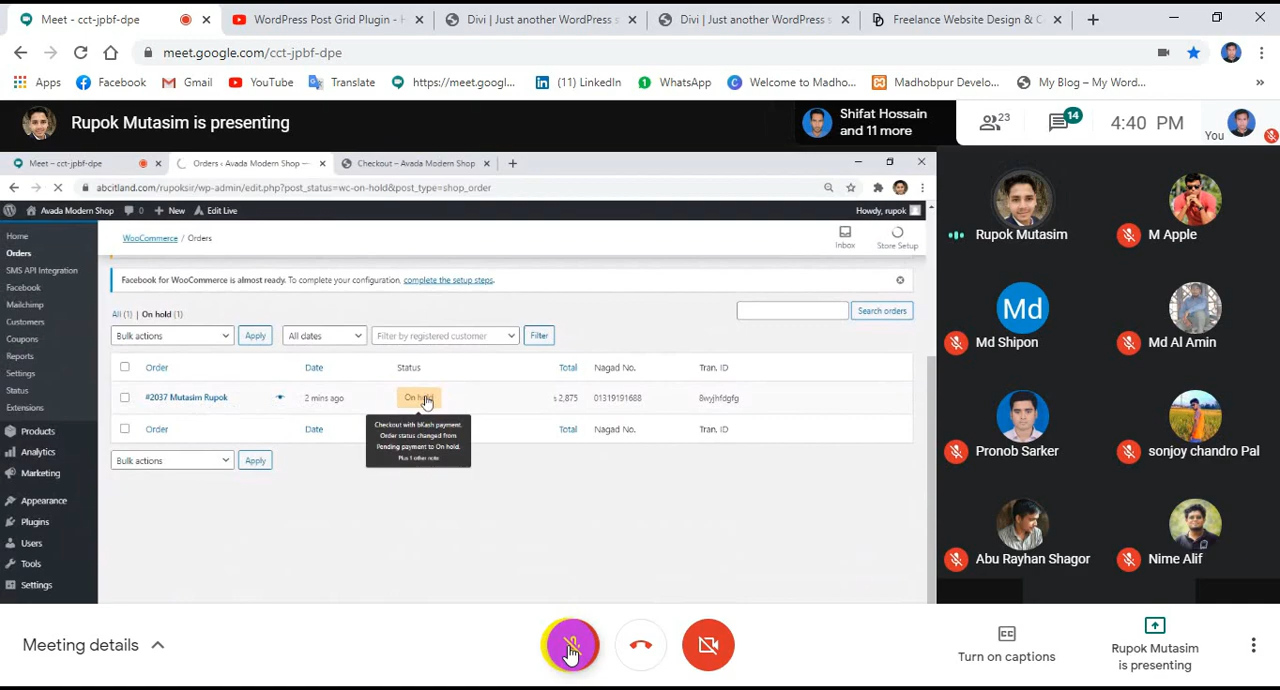 Meet - cct-jpbf-dpe
WordPress Post Grid Plugin - H
Divi | Just another WordPress s
Divi | Just another WordPress s
Freelance Website Design & C
meet.google.com/cct-jpbf-dpe
Apps
Facebook
Gmail
YouTube
Translate
https://meet.googl...
(11) LinkedIn
WhatsApp
Welcome to Madho...
Madhobpur Develo...
My Blog – My Word...
Rupok Mutasim is presenting
Shifat Hossain
and 11 more
23
14
4:40 PM
You
Meet – cct-jpbf-dpe
Orders ‹ Avada Modern Shop —
Checkout – Avada Modern Shop
abcitland.com/rupoksir/wp-admin/edit.php?post_status=wc-on-hold&post_type=shop_order
Avada Modern Shop
0
New
Edit Live
Howdy, rupok
Home
Orders
SMS API Integration
Facebook
Mailchimp
Customers
Coupons
Reports
Settings
Status
Extensions
Products
Analytics
Marketing
Appearance
Plugins
Users
Tools
Settings
WooCommerce / Orders
Inbox
Store Setup
Facebook for WooCommerce is almost ready. To complete your configuration, complete the setup steps.
All (1) | On hold (1)
Search orders
Bulk actions
Apply
All dates
Filter by registered customer
Filter
Order
Date
Status
Total
Nagad No.
Tran. ID
#2037 Mutasim Rupok
2 mins ago
On hold
৳ 2,875
01319191688
8wyjhfdgfg
Checkout with bKash payment.
Order status changed from
Pending payment to On hold.
Plus 1 other note
Order
Date
Total
Nagad No.
Tran. ID
Bulk actions
Apply
Rupok Mutasim
M Apple
Md
Md Shipon
Md Al Amin
Pronob Sarker
sonjoy chandro Pal
Abu Rayhan Shagor
Nime Alif
Meeting details
Turn on captions
Rupok Mutasim
is presenting